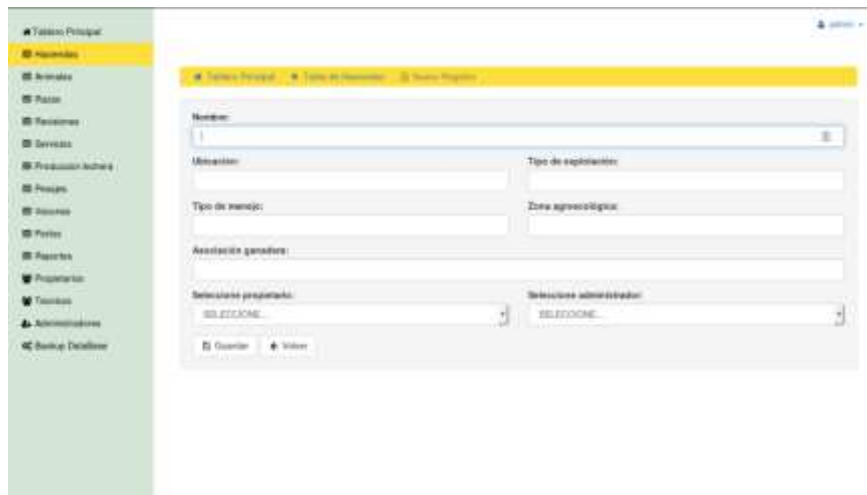 Tablero Principal
admin
Haciendas
Animales
Tablero Principal Tabla de Haciendas Nuevo Registro
Razas
Nombre:
Revisiones
Servicios
Ubicación: Tipo de explotación:
Producción lechera
Pesajes
Tipo de manejo: Zona agroecológica:
Vacunas
Partos
Asociación ganadera:
Reportes
Propietarios
Seleccione propietario: Seleccione administrador:
Técnicos
SELECCIONE... SELECCIONE...
Administradores
Backup DataBase
Guardar Volver